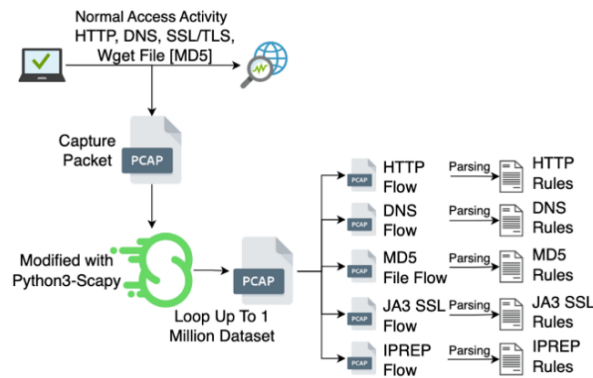 Normal Access Activity
HTTP, DNS, SSL/TLS,
Wget File [MD5]
Capture
Packet
PCAP
Modified with
Python3-Scapy
PCAP
Loop Up To 1
Million Dataset
PCAP
HTTP
Flow
Parsing
HTTP
Rules
PCAP
DNS
Flow
Parsing
DNS
Rules
PCAP
MD5
File Flow
Parsing
MD5
Rules
PCAP
JA3 SSL
Flow
Parsing
JA3 SSL
Rules
PCAP
IPREP
Flow
Parsing
IPREP
Rules